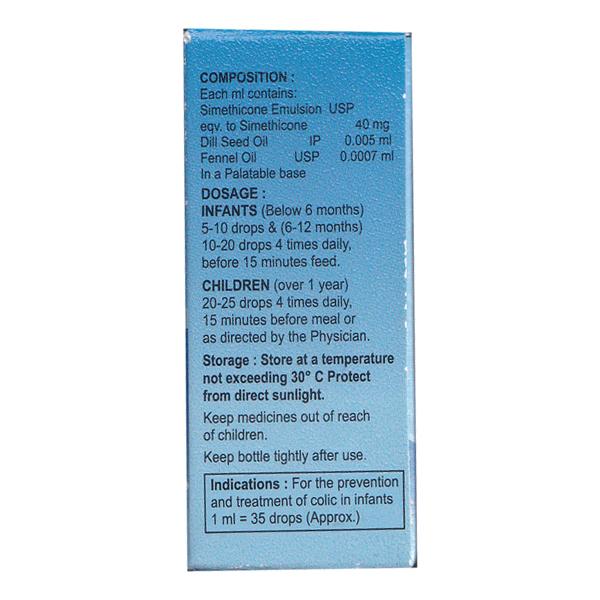 COMPOSITION :
Each ml contains:
Simethicone Emulsion USP
eqv. to Simethicone 40 mg
Dill Seed Oil IP 0.005 ml
Fennel Oil USP 0.0007 ml
In a Palatable base
DOSAGE :
INFANTS (Below 6 months)
5-10 drops & (6-12 months)
10-20 drops 4 times daily,
before 15 minutes feed.
CHILDREN (over 1 year)
20-25 drops 4 times daily,
15 minutes before meal or
as directed by the Physician.
Storage : Store at a temperature
not exceeding 30° C Protect
from direct sunlight.
Keep medicines out of reach
of children.
Keep bottle tightly after use.
Indications : For the prevention
and treatment of colic in infants
1 ml = 35 drops (Approx.)